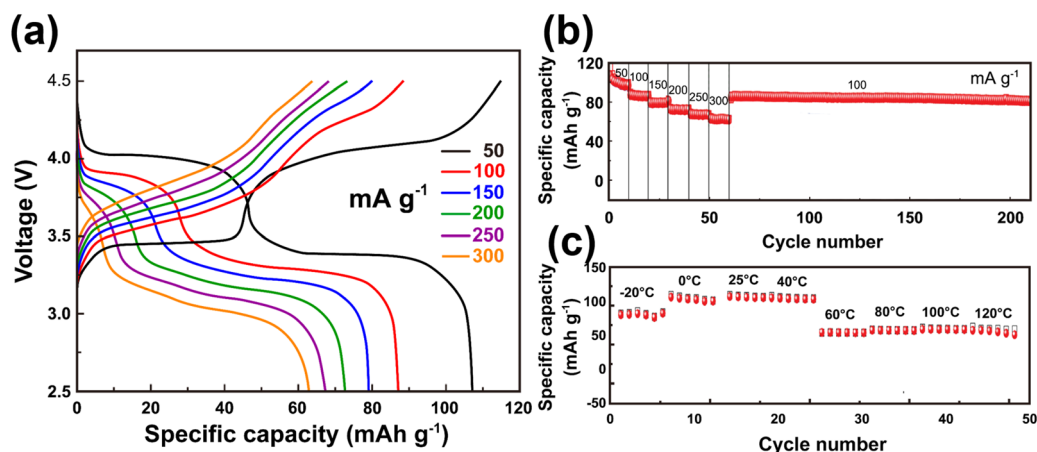 (a)
4.5
4.0
3.5
3.0
2.5
Voltage (V)
50
100
150
200
250
300
mA g-1
0 20 40 60 80 100 120
Specific capacity (mAh g-1)
(b)
120
80
40
0
Specific capacity
(mAh g-1)
50 100 150 200 250 300 100
mA g-1
0 50 100 150 200
Cycle number
(c)
150
100
50
100
0
-50
Specific capacity
(mAh g-1)
-20°C 0°C 25°C 40°C 60°C 80°C 100°C 120°C
0 10 20 30 40 50
Cycle number